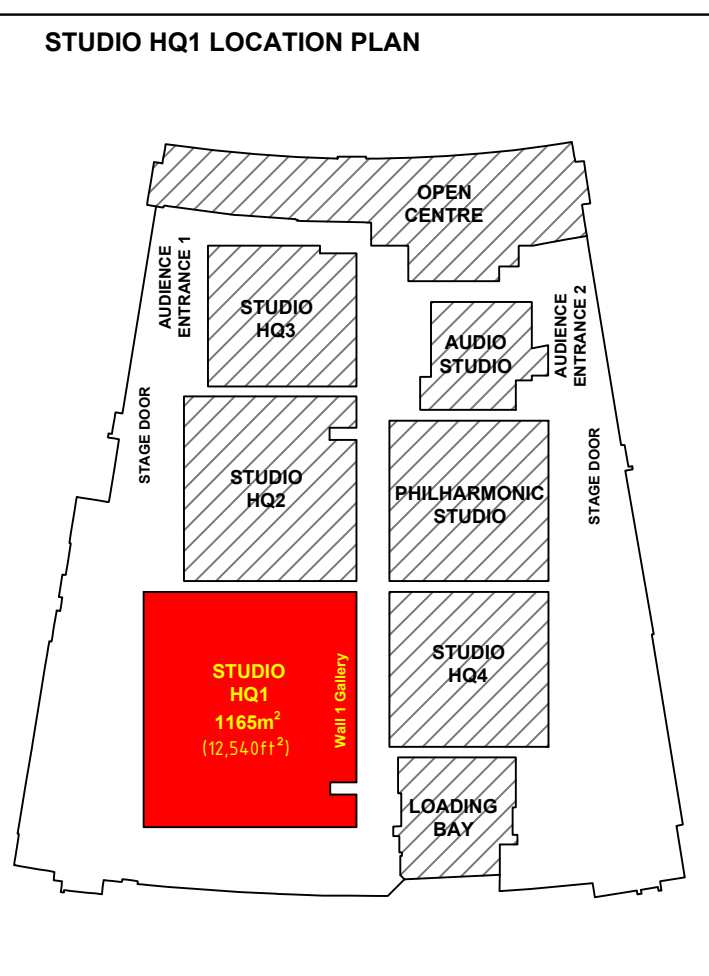 STUDIO HQ1 LOCATION PLAN
OPEN
CENTRE
AUDIENCE
ENTRANCE 1
STUDIO
HQ3
AUDIO
STUDIO
AUDIENCE
ENTRANCE 2
STAGE DOOR
STUDIO
HQ2
PHILHARMONIC
STUDIO
STAGE DOOR
STUDIO
HQ1
1165m²
(12,540ft²)
Wall 1 Gallery
STUDIO
HQ4
LOADING
BAY